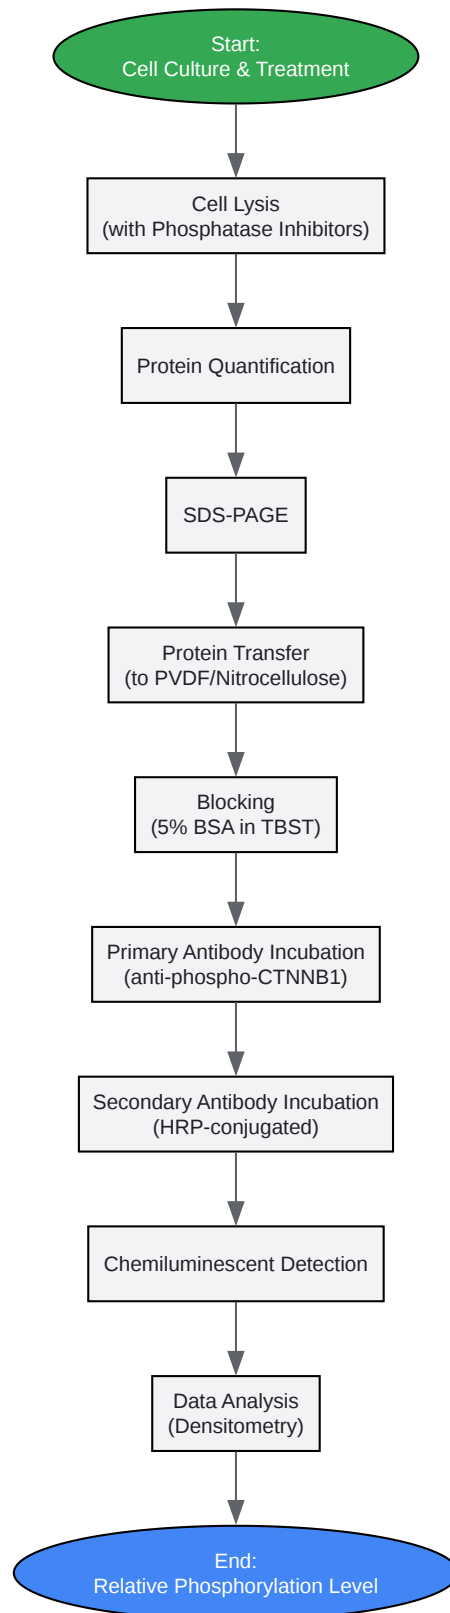 Start:
Cell Culture & Treatment
Cell Lysis
(with Phosphatase Inhibitors)
Protein Quantification
SDS-PAGE
Protein Transfer
(to PVDF/Nitrocellulose)
Blocking
(5% BSA in TBST)
Primary Antibody Incubation
(anti-phospho-CTNNB1)
Secondary Antibody Incubation
(HRP-conjugated)
Chemiluminescent Detection
Data Analysis
(Densitometry)
End:
Relative Phosphorylation Level